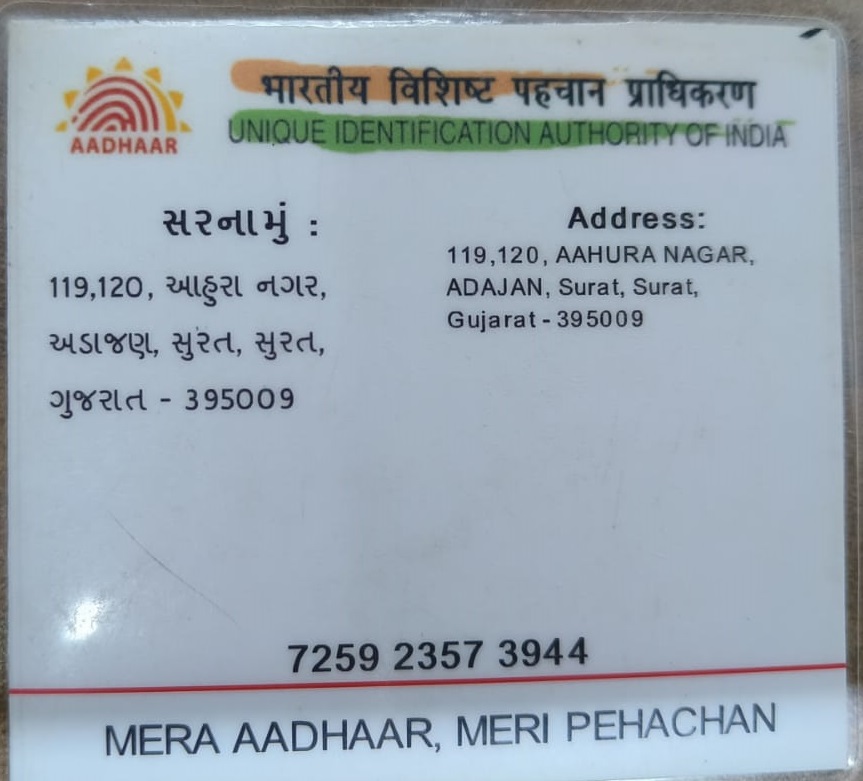 भारतीय विशिष्ट पहचान प्राधिकरण
AADHAAR
UNIQUE IDENTIFICATION AUTHORITY OF INDIA
સરનામું :
119,120, આહુરા નગર,
અડાજણ, સુરત, સુરત,
ગુજરાત - 395009
Address:
119,120, AAHURA NAGAR,
ADAJAN, Surat, Surat,
Gujarat - 395009
7259 2357 3944
MERA AADHAAR, MERI PEHACHAN